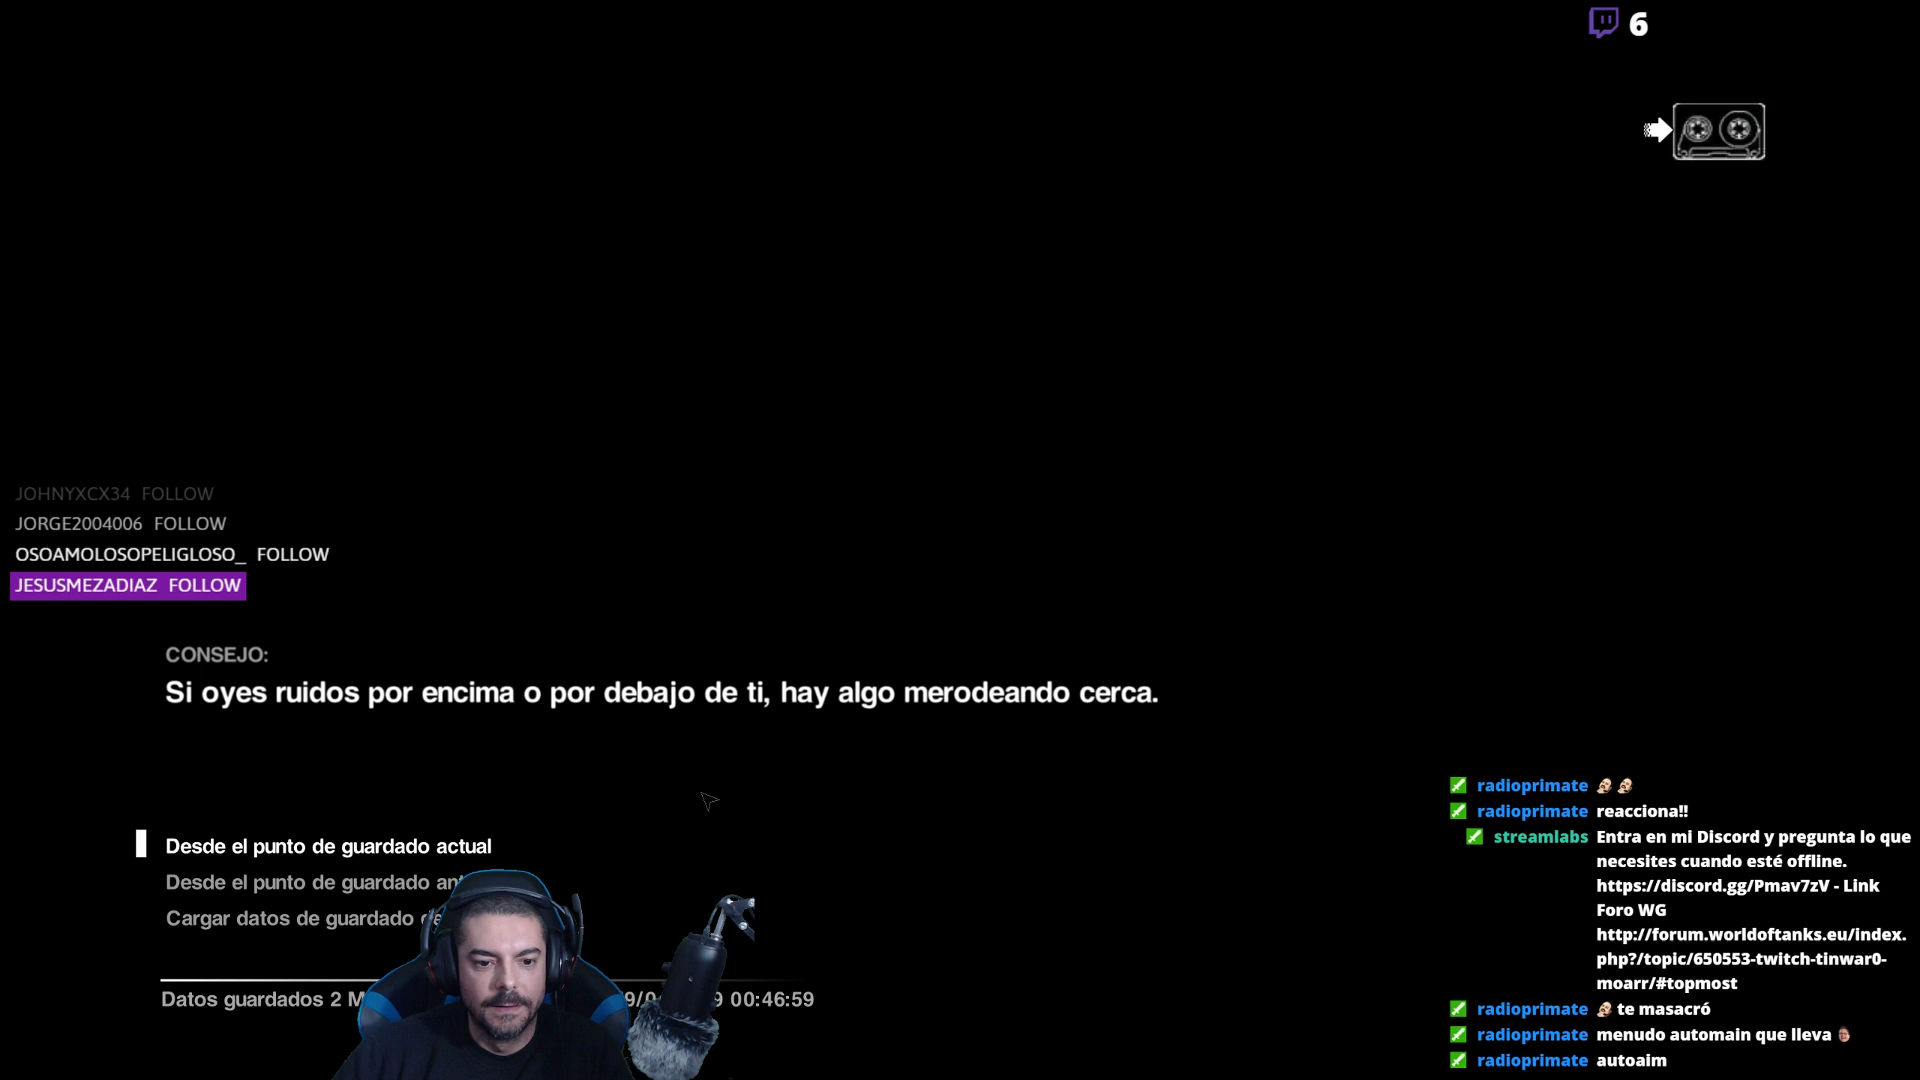 6
JOHNYXCX34 FOLLOW
JORGE2004006 FOLLOW
OSOAMOLOSOPELIGLOSO_ FOLLOW
JESUSMEZADIAZ FOLLOW
CONSEJO:
Si oyes ruidos por encima o por debajo de ti, hay algo merodeando cerca.
Desde el punto de guardado actual
Desde el punto de guardado
Cargar datos de guardado
Datos guardados 2 00:46:59
radioprimate
radioprimate reacciona!!
streamlabs Entra en mi Discord y pregunta lo que
necesites cuando esté offline.
https://discord.gg/Pmav7zV - Link
Foro WG
http://forum.worldoftanks.eu/index.
php?/topic/650553-twitch-tinwar0-
moarr/#topmost
radioprimate te masacró
radioprimate menudo automain que lleva
radioprimate autoaim